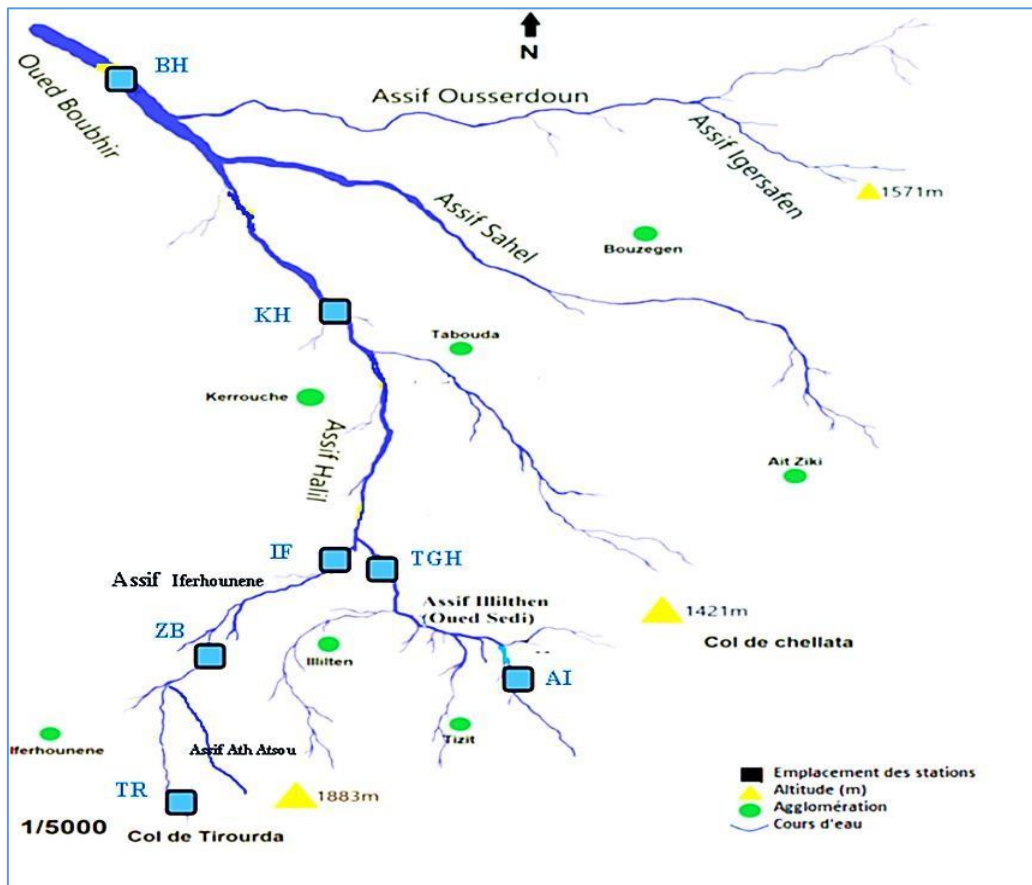 BH
Oued Boubhir
N
Assif Ousserdoun
Assif Igersafen
1571m
Assif Sahel
Bouzegen
KH
Tabouda
Kerrouche
Assif Halil
Ait Ziki
IF
TGH
Assif Iferhounene
Assif Illilthen
(Oued Sedi)
1421m
Col de chellata
ZB
Illilten
AI
Iferhounene
Assif Ath Atsou
Tizit
TR
1883m
1/5000
Col de Tirourda
Emplacement des stations
Altitude (m)
Agglomération
Cours d'eau